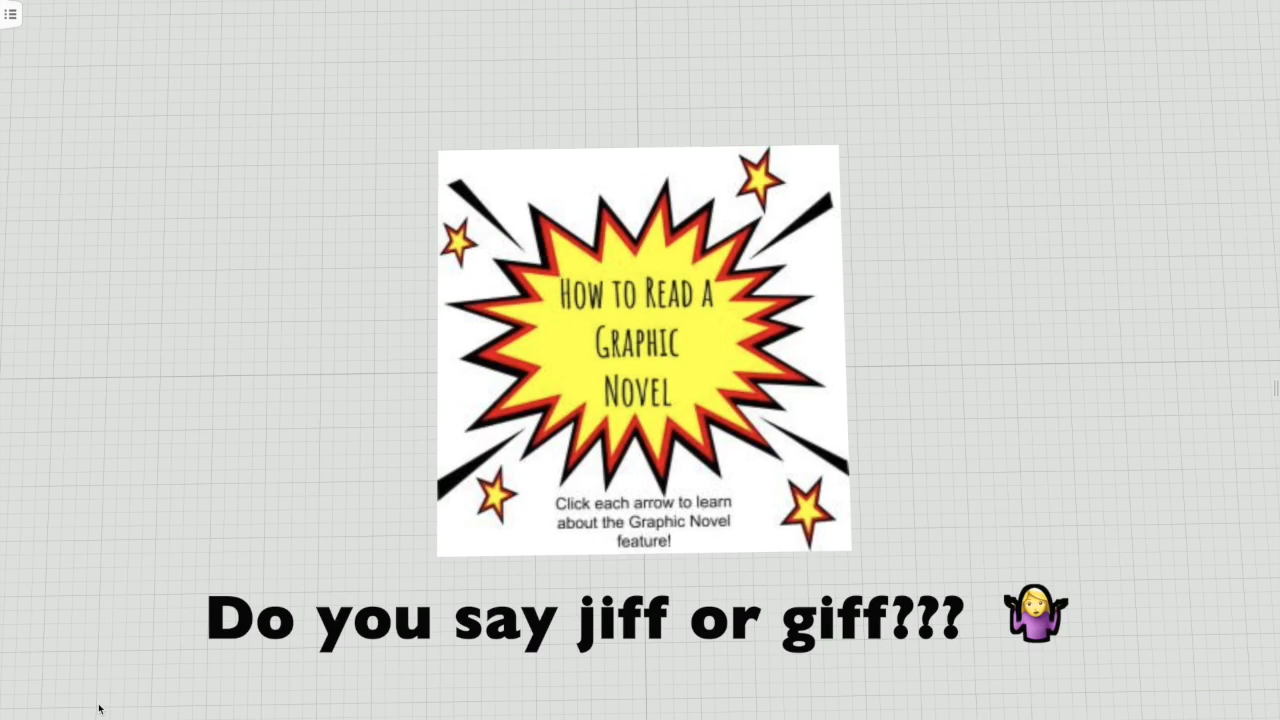 How to Read a
Graphic
Novel
Click each arrow to learn
about the Graphic Novel
feature!
Do you say jiff or giff??? 🤷‍♀️